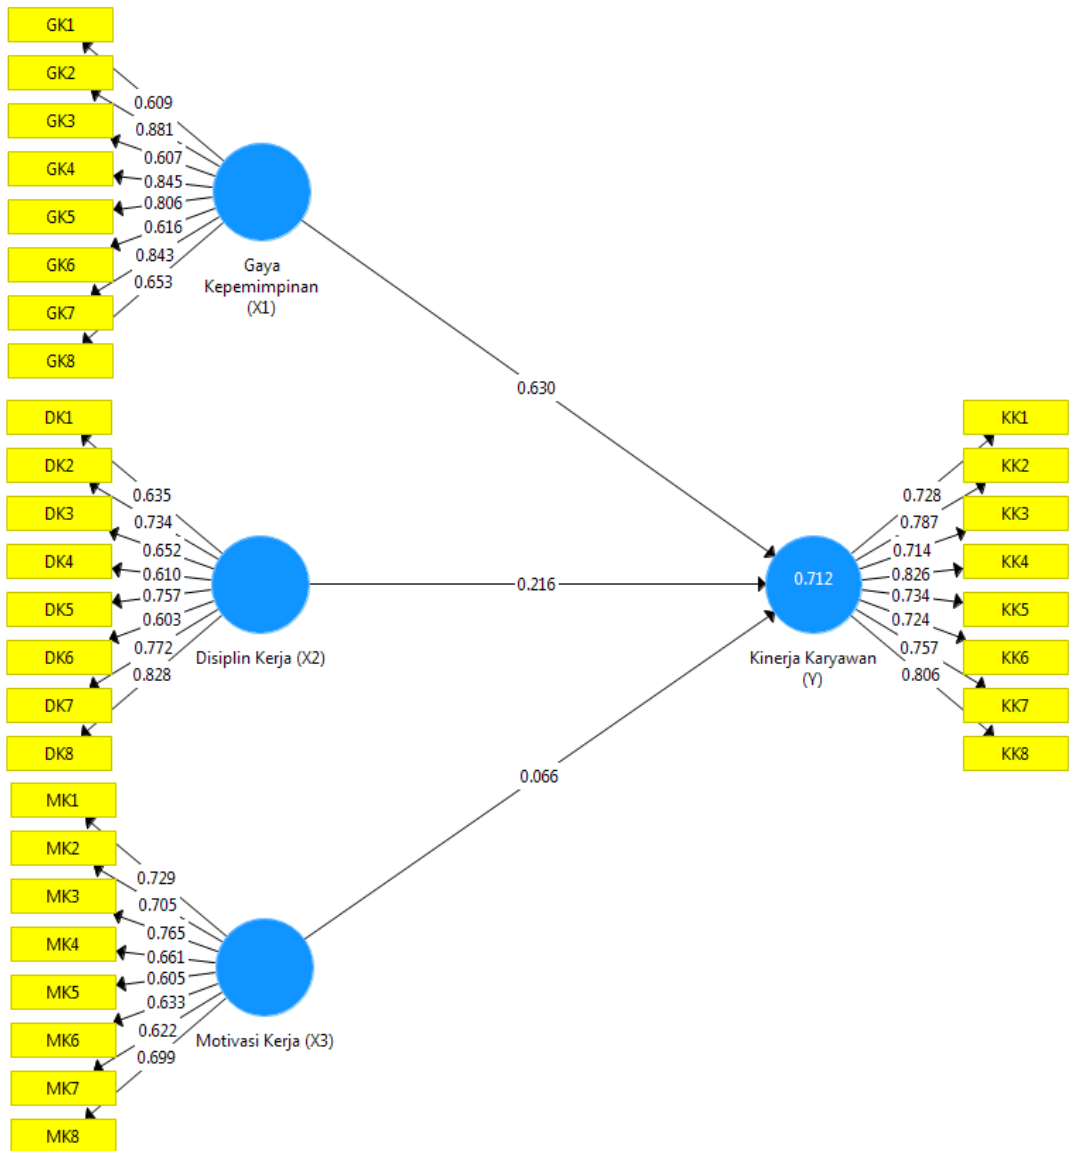 GK1
GK2
GK3
GK4
GK5
GK6
GK7
GK8
0.609
0.881
0.607
0.845
0.806
0.616
0.843
0.653
Gaya
Kepemimpinan
(X1)
0.630
DK1
DK2
DK3
DK4
DK5
DK6
DK7
DK8
0.635
0.734
0.652
0.610
0.757
0.603
0.772
0.828
Disiplin Kerja (X2)
0.216
MK1
MK2
MK3
MK4
MK5
MK6
MK7
MK8
0.729
0.705
0.765
0.661
0.605
0.633
0.622
0.699
Motivasi Kerja (X3)
0.066
0.712
Kinerja Karyawan
(Y)
0.728
0.787
0.714
0.826
0.734
0.724
0.757
0.806
KK1
KK2
KK3
KK4
KK5
KK6
KK7
KK8